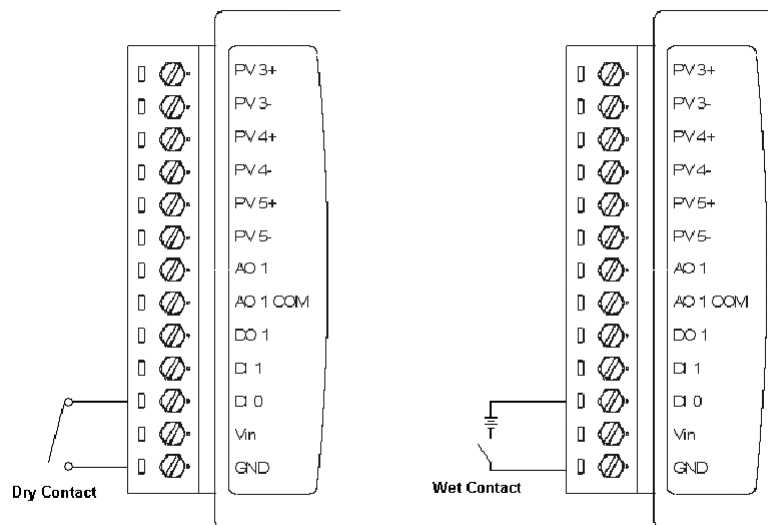 PV3+
PV3-
PV4+
PV4-
PV5+
PV5-
AO 1
AO 1 COM
DO 1
DI 1
DI 0
Vin
GND
Dry Contact
PV3+
PV3-
PV4+
PV4-
PV5+
PV5-
AO 1
AO 1 COM
DO 1
DI 1
DI 0
Vin
GND
Wet Contact